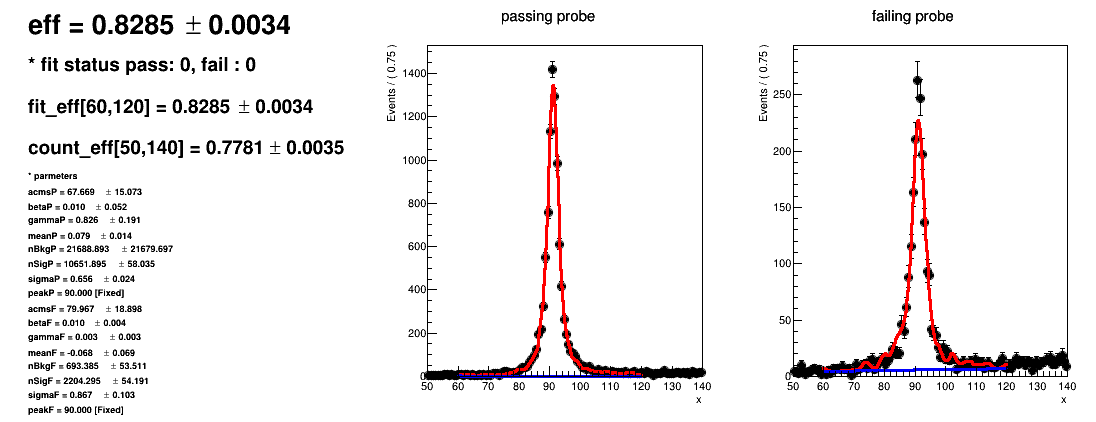 eff = 0.8285 ± 0.0034
* fit status pass: 0, fail : 0
fit_eff[60,120] = 0.8285 ± 0.0034
count_eff[50,140] = 0.7781 ± 0.0035
* parmeters
acmsP = 67.669 ± 15.073
betaP = 0.010 ± 0.052
gammaP = 0.826 ± 0.191
meanP = 0.079 ± 0.014
nBkgP = 21688.893 ± 21679.697
nSigP = 10651.895 ± 58.035
sigmaP = 0.656 ± 0.024
peakP = 90.000 [Fixed]
acmsF = 79.967 ± 18.898
betaF = 0.010 ± 0.004
gammaF = 0.003 ± 0.003
meanF = -0.068 ± 0.069
nBkgF = 693.385 ± 53.511
nSigF = 2204.295 ± 54.191
sigmaF = 0.867 ± 0.103
peakF = 90.000 [Fixed]
passing probe
Events / ( 0.75 )
1400
1200
1000
800
600
400
200
0
50 60 70 80 90 100 110 120 130 140
x
failing probe
Events / ( 0.75 )
250
200
150
100
50
0
50 60 70 80 90 100 110 120 130 140
x